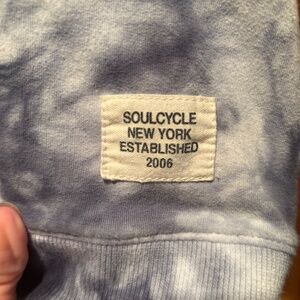 SOULCYCLE
NEW YORK
ESTABLISHED
2006